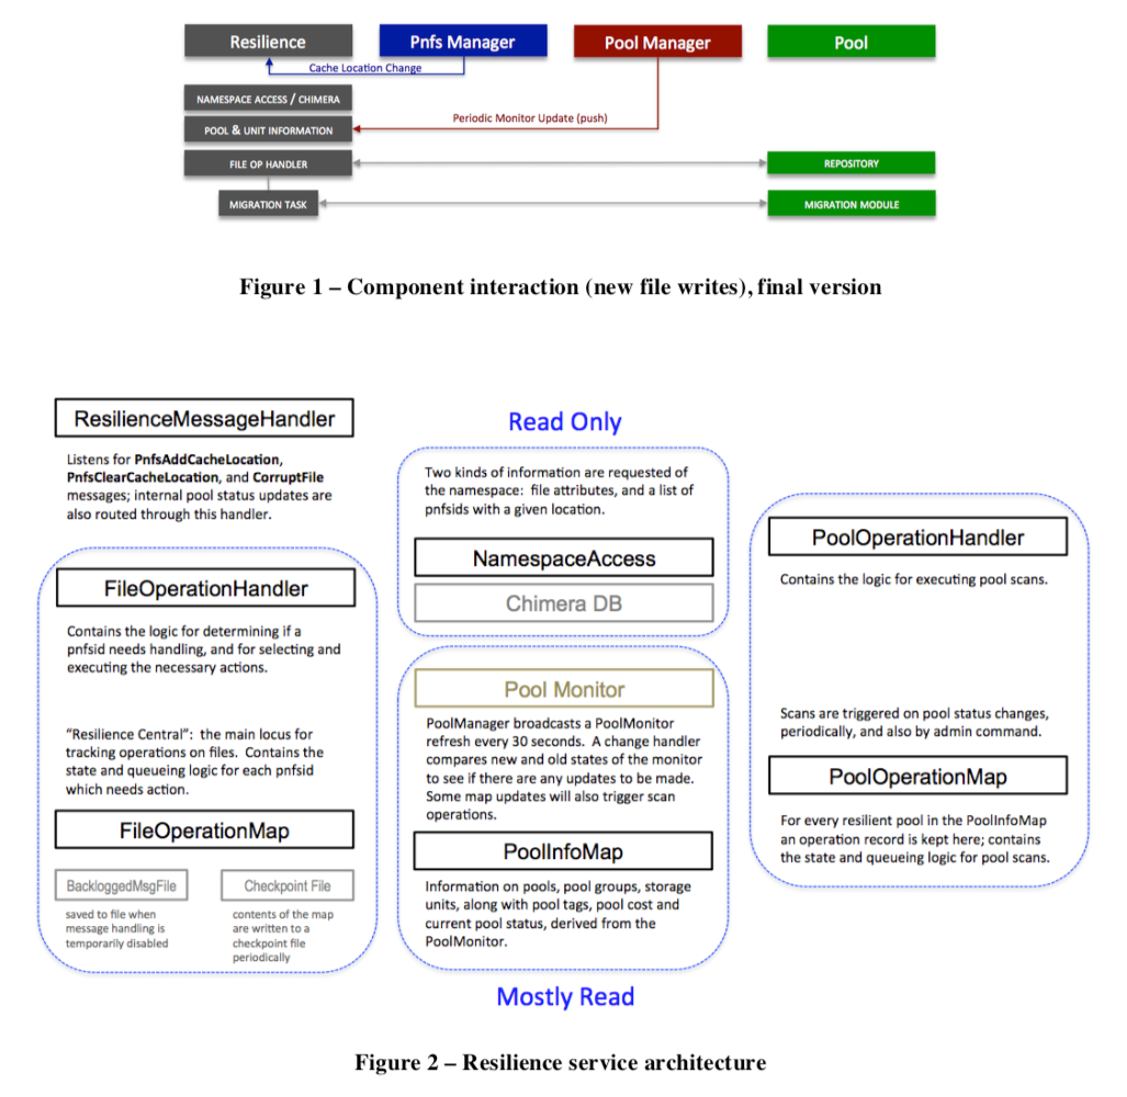 Resilience
Pnfs Manager
Pool Manager
Pool
Cache Location Change
NAMESPACE ACCESS / CHIMERA
Periodic Monitor Update (push)
POOL & UNIT INFORMATION
FILE OP HANDLER
REPOSITORY
MIGRATION TASK
MIGRATION MODULE
Figure 1 – Component interaction (new file writes), final version
ResilienceMessageHandler
Listens for PnfsAddCacheLocation,
PnfsClearCacheLocation, and CorruptFile
messages; internal pool status updates are
also routed through this handler.
FileOperationHandler
Contains the logic for determining if a
pnfsid needs handling, and for selecting and
executing the necessary actions.
“Resilience Central”:  the main locus for
tracking operations on files.  Contains the
state and queueing logic for each pnfsid
which needs action.
FileOperationMap
BackloggedMsgFile
saved to file when
message handling is
temporarily disabled
Checkpoint File
contents of the map
are written to a
checkpoint file
periodically
Read Only
Two kinds of information are requested of
the namespace:  file attributes, and a list of
pnfsids with a given location.
NamespaceAccess
Chimera DB
Pool Monitor
PoolManager broadcasts a PoolMonitor
refresh every 30 seconds.  A change handler
compares new and old states of the monitor
to see if there are any updates to be made.
Some map updates will also trigger scan
operations.
PoolInfoMap
Information on pools, pool groups, storage
units, along with pool tags, pool cost and
current pool status, derived from the
PoolMonitor.
Mostly Read
PoolOperationHandler
Contains the logic for executing pool scans.
Scans are triggered on pool status changes,
periodically, and also by admin command.
PoolOperationMap
For every resilient pool in the PoolInfoMap
an operation record is kept here; contains
the state and queueing logic for pool scans.
Figure 2 – Resilience service architecture